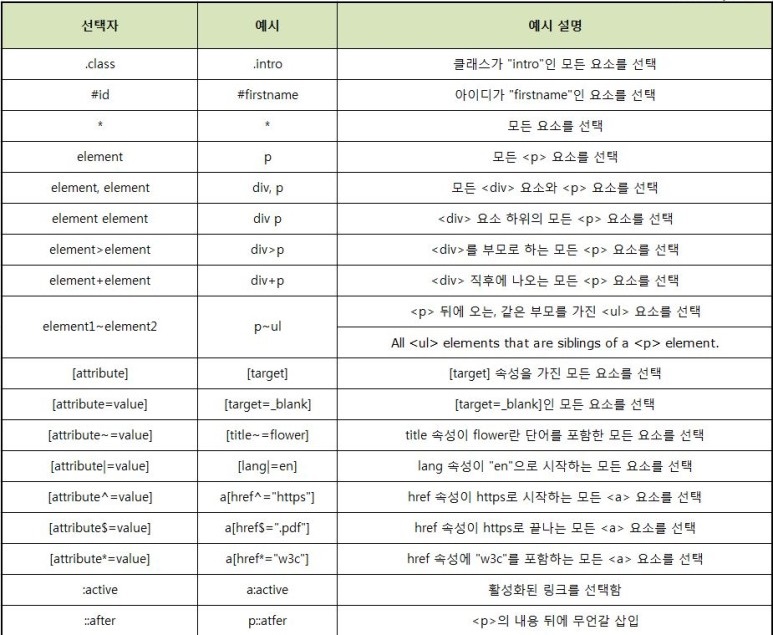 선택자 예시 예시 설명
.class .intro 클래스가 "intro"인 모든 요소를 선택
#id #firstname 아이디가 "firstname"인 요소를 선택
* * 모든 요소를 선택
element p 모든 <p> 요소를 선택
element, element div, p 모든 <div> 요소와 <p> 요소를 선택
element element div p <div> 요소 하위의 모든 <p> 요소를 선택
element>element div>p <div>를 부모로 하는 모든 <p> 요소를 선택
element+element div+p <div> 직후에 나오는 모든 <p> 요소를 선택
element1~element2 p~ul <p> 뒤에 오는, 같은 부모를 가진 <ul> 요소를 선택
All <ul> elements that are siblings of a <p> element.
[attribute] [target] [target] 속성을 가진 모든 요소를 선택
[attribute=value] [target=_blank] [target=_blank]인 모든 요소를 선택
[attribute~=value] [title~=flower] title 속성이 flower란 단어를 포함한 모든 요소를 선택
[attribute|=value] [lang|=en] lang 속성이 "en"으로 시작하는 모든 요소를 선택
[attribute^=value] a[href^="https"] href 속성이 https로 시작하는 모든 <a> 요소를 선택
[attribute$=value] a[href$=".pdf"] href 속성이 https로 끝나는 모든 <a> 요소를 선택
[attribute*=value] a[href*="w3c"] href 속성에 "w3c"를 포함하는 모든 <a> 요소를 선택
:active a:active 활성화된 링크를 선택함
::after p::atfer <p>의 내용 뒤에 무언갈 삽입